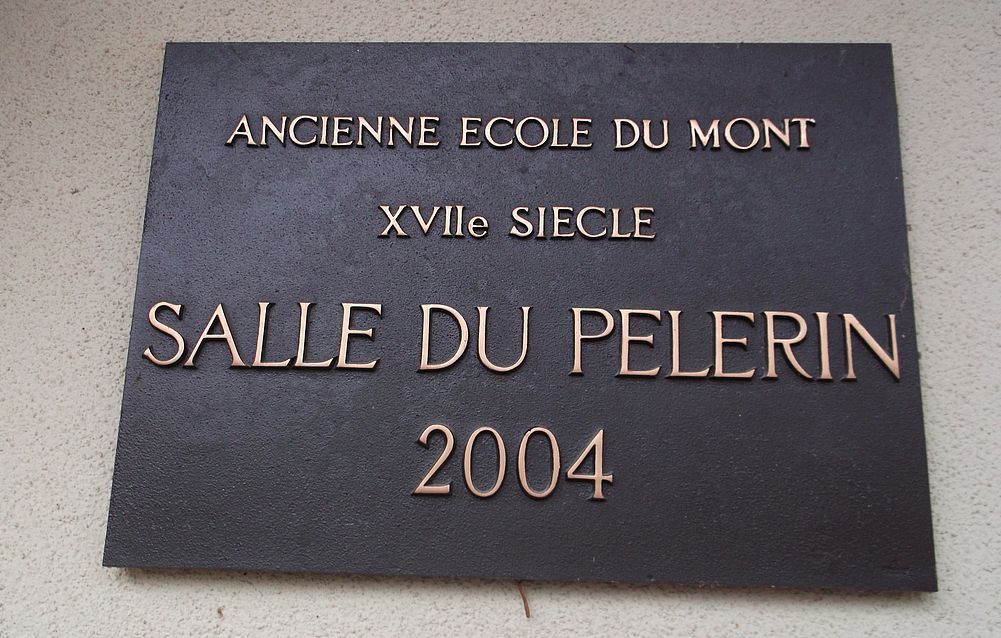 ANCIENNE ECOLE DU MONT
XVIIe SIECLE
SALLE DU PELERIN
2004